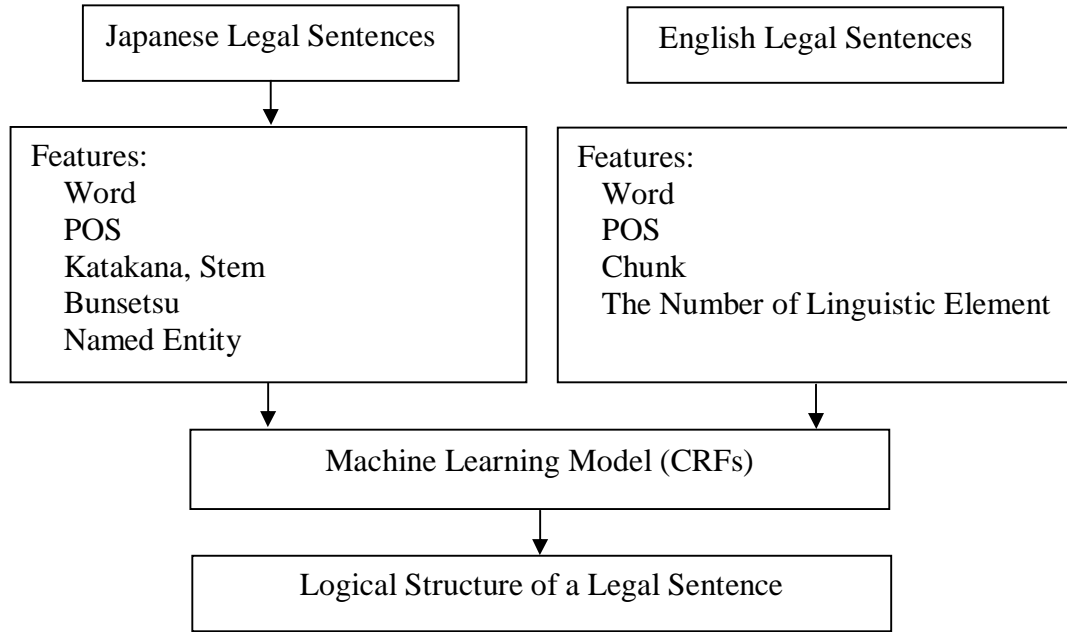 Japanese Legal Sentences
English Legal Sentences
Features:
Word
POS
Katakana, Stem
Bunsetsu
Named Entity
Features:
Word
POS
Chunk
The Number of Linguistic Element
Machine Learning Model (CRFs)
Logical Structure of a Legal Sentence